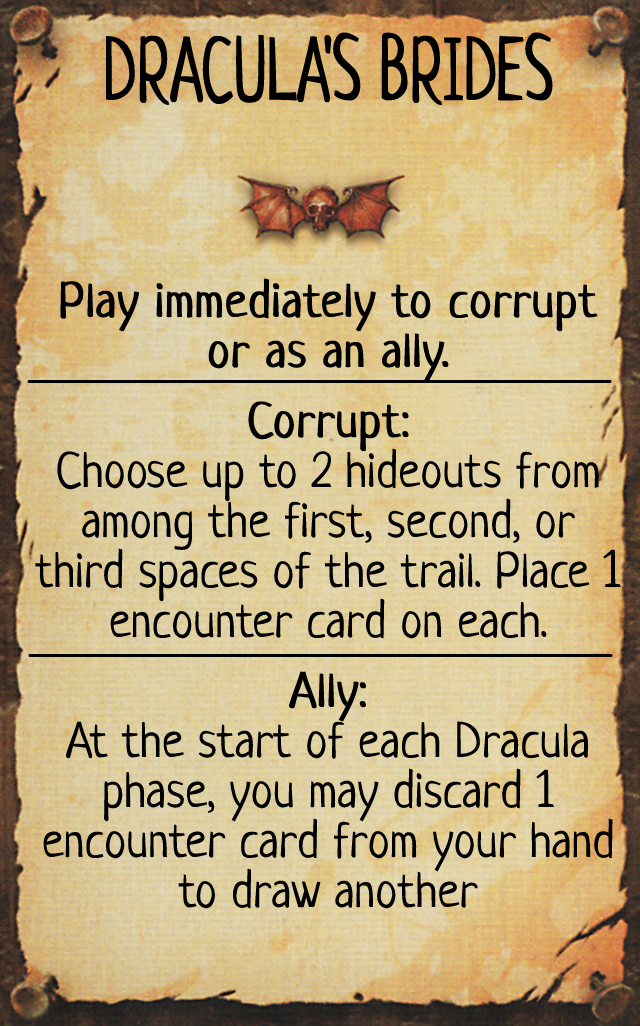 DRACULA'S BRIDES
Play immediately to corrupt
or as an ally.
Corrupt:
Choose up to 2 hideouts from
among the first, second, or
third spaces of the trail. Place 1
encounter card on each.
Ally:
At the start of each Dracula
phase, you may discard 1
encounter card from your hand
to draw another